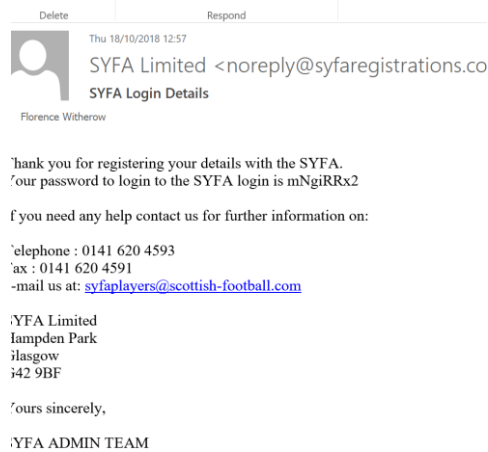 Delete Respond
Thu 18/10/2018 12:57
SYFA Limited <noreply@syfaregistrations.co
SYFA Login Details
Florence Witherow
hank you for registering your details with the SYFA.
our password to login to the SYFA login is mNgiRRx2
f you need any help contact us for further information on:
elephone : 0141 620 4593
ax : 0141 620 4591
-mail us at: syfaplayers@scottish-football.com
YFA Limited
Hampden Park
Glasgow
G42 9BF
ours sincerely,
YFA ADMIN TEAM